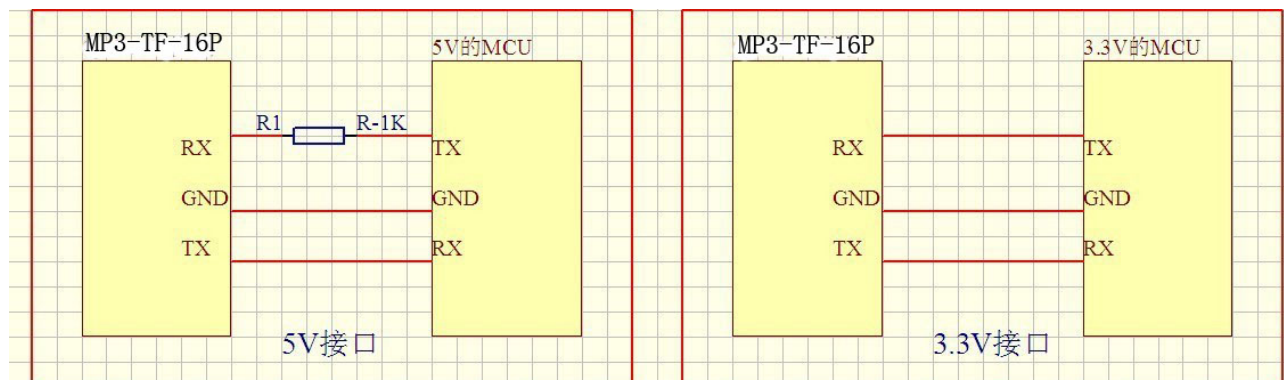 MP3-TF-16P
5V的MCU
R1
R-1K
RX
TX
GND
GND
TX
RX
5V接口
MP3-TF-16P
3.3V的MCU
RX
TX
GND
GND
TX
RX
3.3V接口